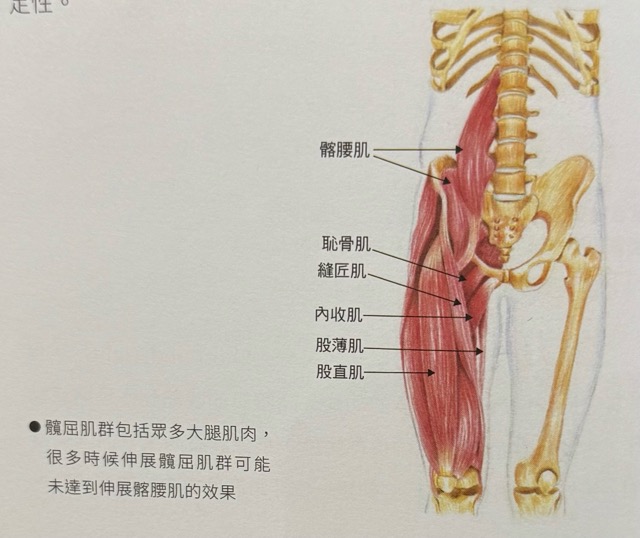 定性。
髂腰肌
恥骨肌
縫匠肌
內收肌
股薄肌
股直肌
●髖屈肌群包括眾多大腿肌肉，
很多時候伸展髖屈肌群可能
未達到伸展髂腰肌的效果